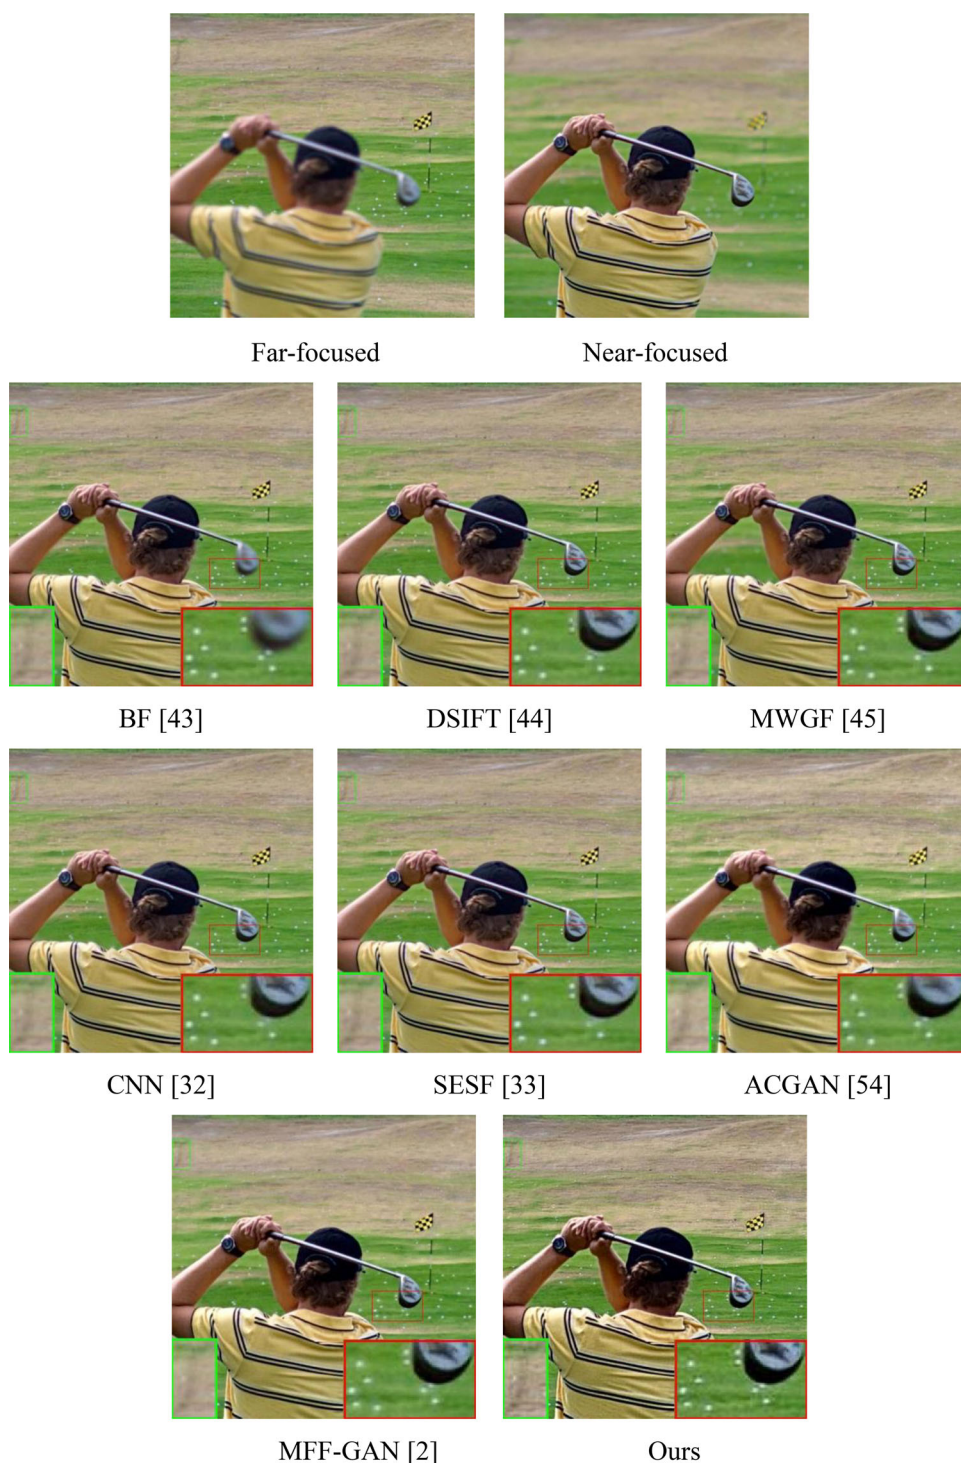 Far-focused Near-focused
BF [43] DSIFT [44] MWGF [45]
CNN [32] SESF [33] ACGAN [54]
MFF-GAN [2] Ours